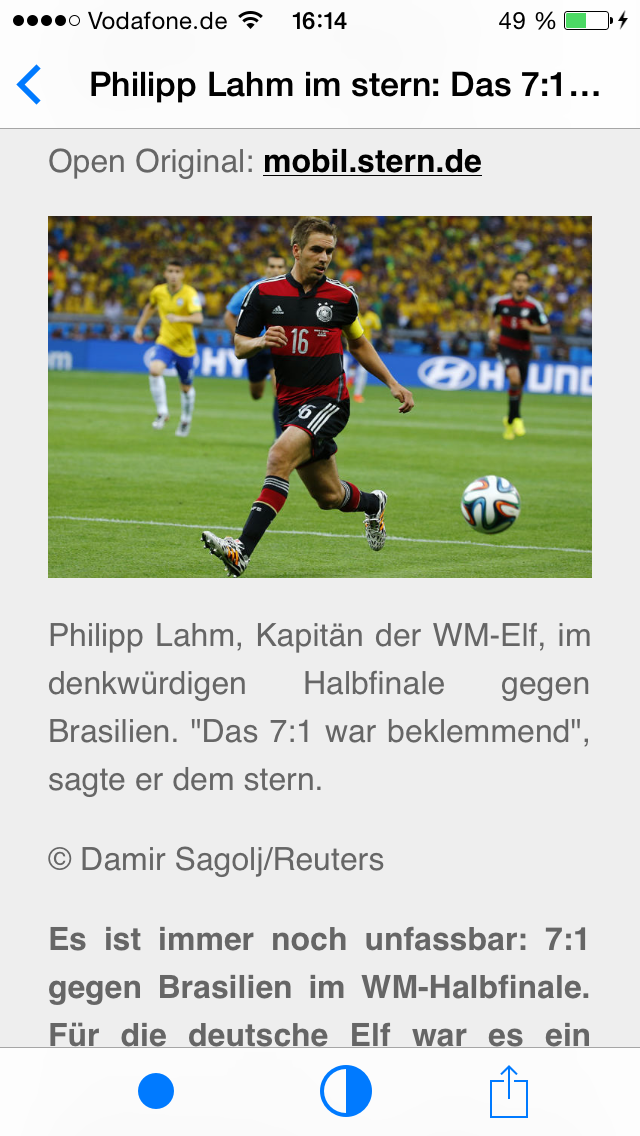 Vodafone.de 16:14 49 %
Philipp Lahm im stern: Das 7:1...
Open Original: mobil.stern.de
adidas
16
16
HYUNDAI
Philipp Lahm, Kapitän der WM-Elf, im
denkwürdigen Halbfinale gegen
Brasilien. "Das 7:1 war beklemmend",
sagte er dem stern.
© Damir Sagolj/Reuters
Es ist immer noch unfassbar: 7:1
gegen Brasilien im WM-Halbfinale.
Für die deutsche Elf war es ein